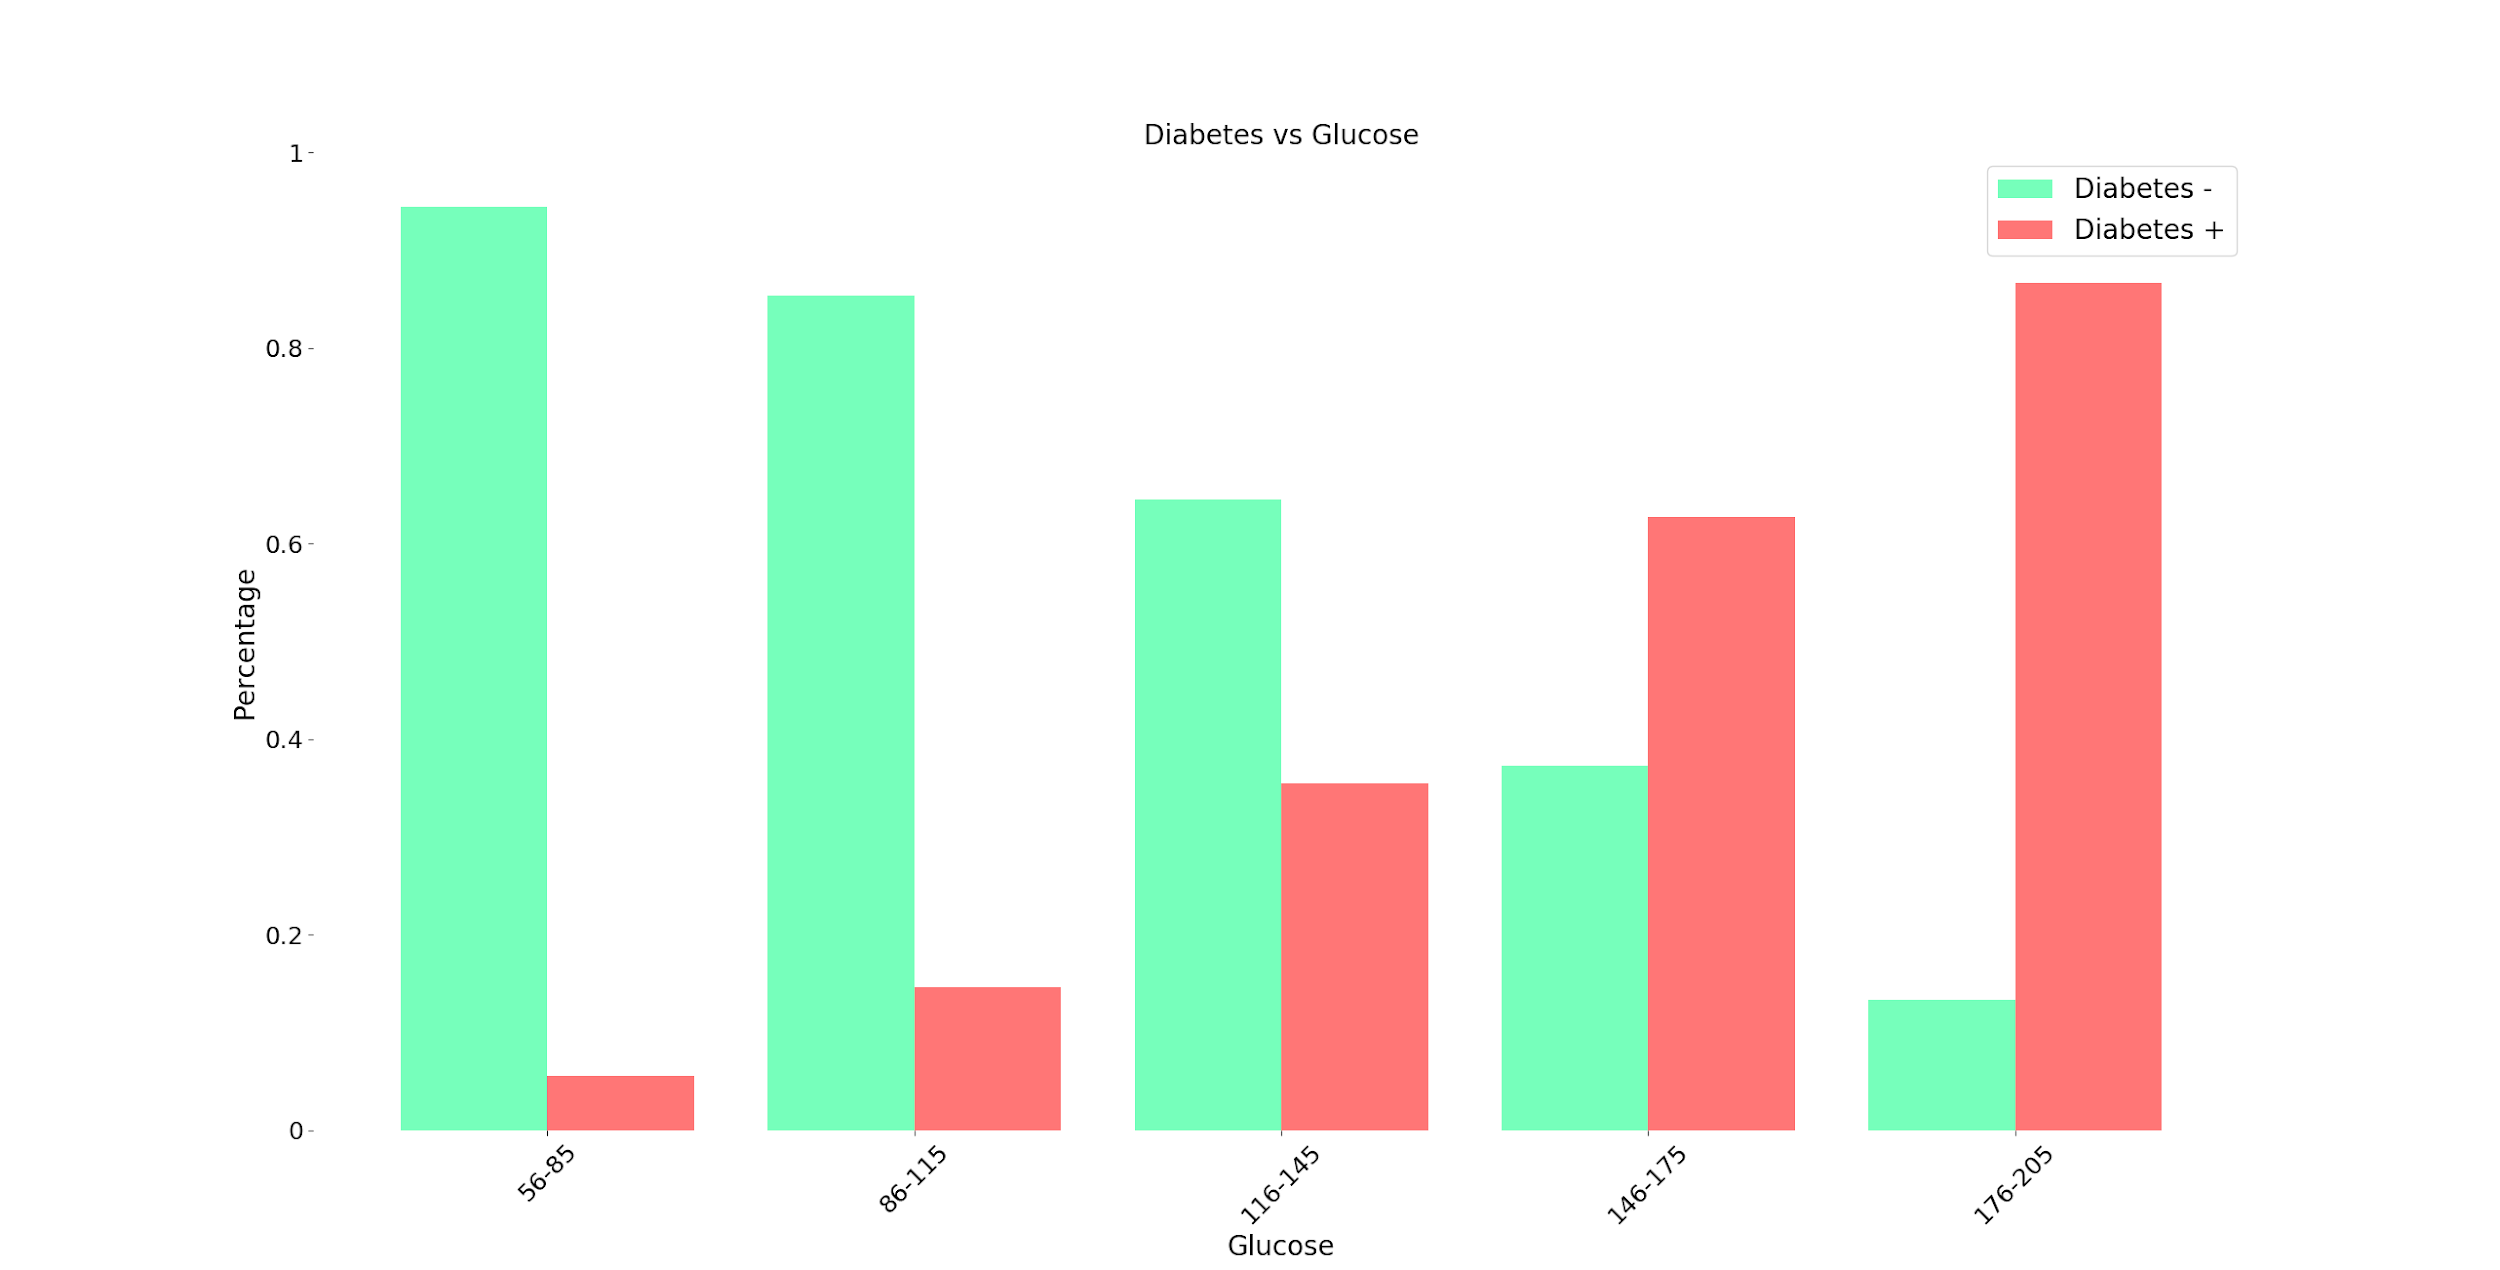 Diabetes vs Glucose
Diabetes -
Diabetes +
1
0.8
0.6
0.4
0.2
0
Percentage
56-85
86-115
116-145
146-175
176-205
Glucose